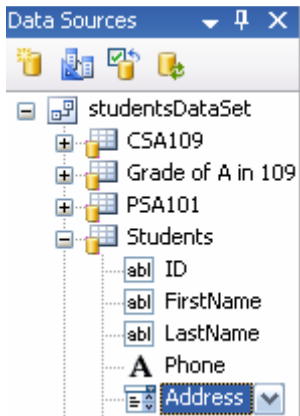 Data Sources
studentsDataSet
CSA109
Grade of A in 109
PSA101
Students
abl ID
abl FirstName
abl LastName
A Phone
Address